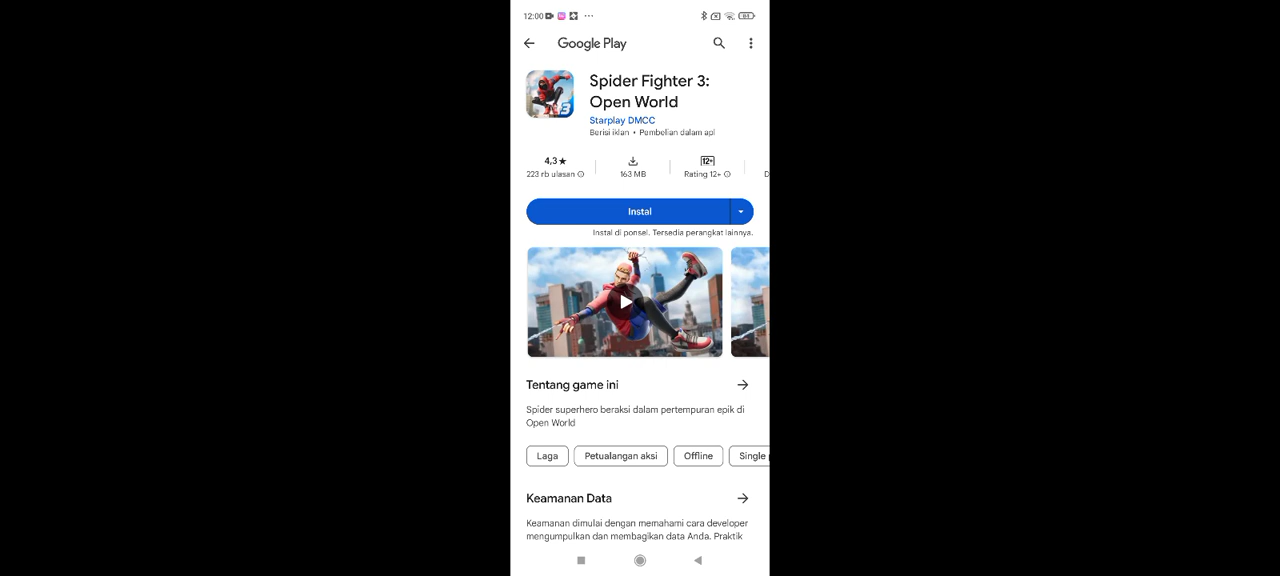 12:00
Google Play
Spider Fighter 3:
Open World
Starplay DMCC
Berisi iklan • Pembelian dalam apl
4,3★
223 rb ulasan
163 MB
12+
Rating 12+
D
Instal
Instal di ponsel. Tersedia perangkat lainnya.
Tentang game ini
Spider superhero beraksi dalam pertempuran epik di
Open World
Laga
Petualangan aksi
Offline
Single
Keamanan Data
Keamanan dimulai dengan memahami cara developer
mengumpulkan dan membagikan data Anda. Praktik